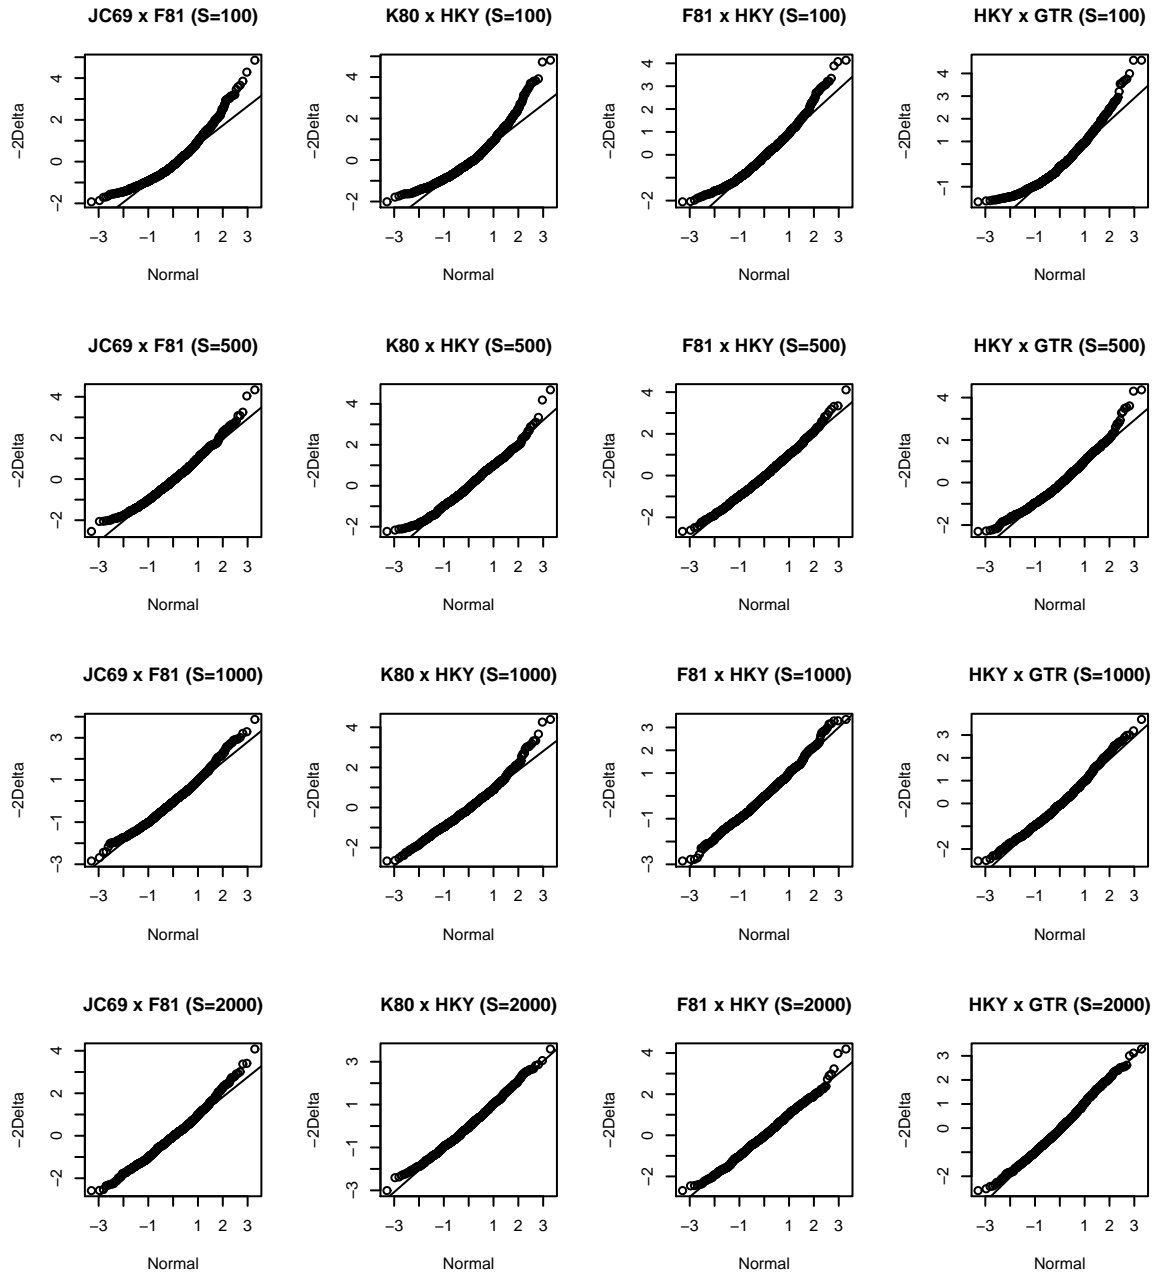 JC69 x F81 (S=100)
−2Delta
−2 0 2 4
−3 −1 1 2 3
Normal
K80 x HKY (S=100)
−2Delta
−2 0 2 4
−3 −1 1 2 3
Normal
F81 x HKY (S=100)
−2Delta
−2 0 1 2 3 4
−3 −1 1 2 3
Normal
HKY x GTR (S=100)
−2Delta
−1 1 2 3 4
−3 −1 1 2 3
Normal
JC69 x F81 (S=500)
−2Delta
−2 0 2 4
−3 −1 1 2 3
Normal
K80 x HKY (S=500)
−2Delta
−2 0 2 4
−3 −1 1 2 3
Normal
F81 x HKY (S=500)
−2Delta
−2 0 2 4
−3 −1 1 2 3
Normal
HKY x GTR (S=500)
−2Delta
−2 0 2 4
−3 −1 1 2 3
Normal
JC69 x F81 (S=1000)
−2Delta
−3 −1 1 3
−3 −1 1 2 3
Normal
K80 x HKY (S=1000)
−2Delta
−2 0 2 4
−3 −1 1 2 3
Normal
F81 x HKY (S=1000)
−2Delta
−3 −1 1 2 3
−3 −1 1 2 3
Normal
HKY x GTR (S=1000)
−2Delta
−2 0 1 2 3
−3 −1 1 2 3
Normal
JC69 x F81 (S=2000)
−2Delta
−2 0 2 4
−3 −1 1 2 3
Normal
K80 x HKY (S=2000)
−2Delta
−3 −1 1 3
−3 −1 1 2 3
Normal
F81 x HKY (S=2000)
−2Delta
−2 0 2 4
−3 −1 1 2 3
Normal
HKY x GTR (S=2000)
−2Delta
−2 0 1 2 3
−3 −1 1 2 3
Normal